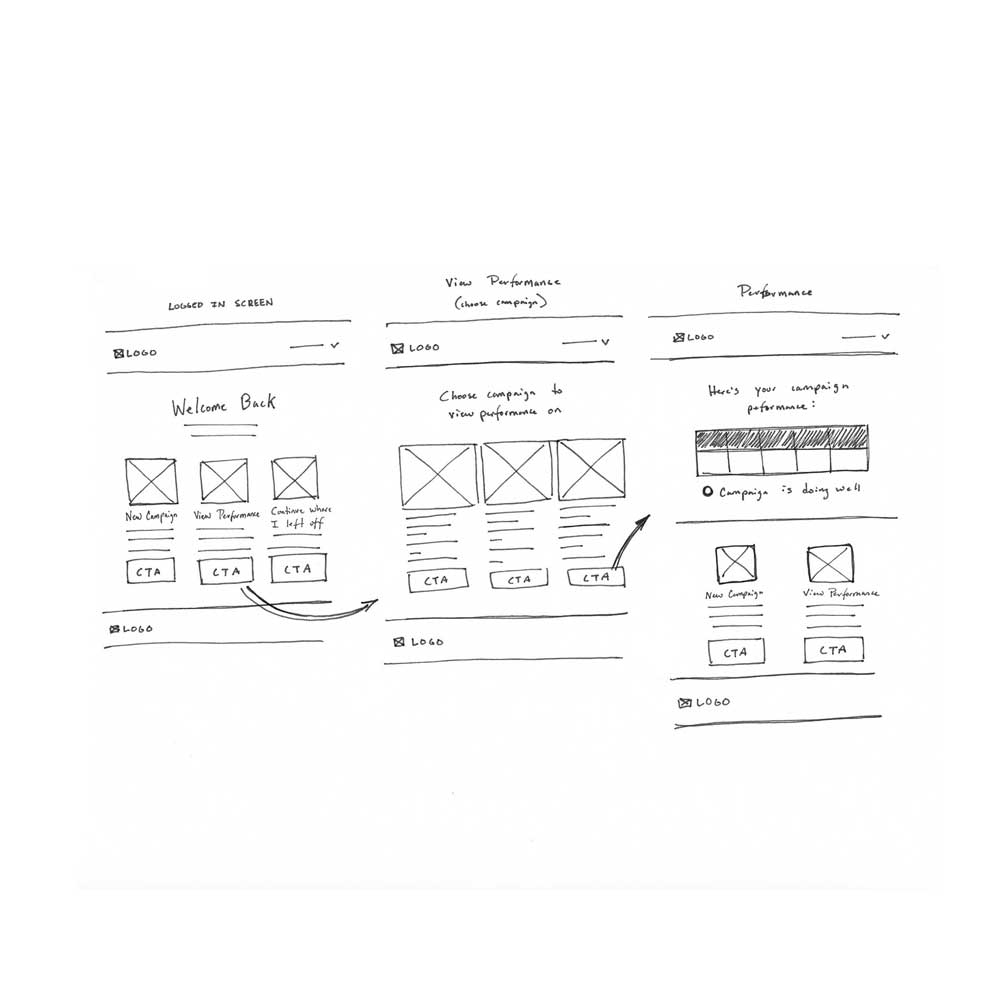 LOGGED IN SCREEN
LOGO
Welcome Back
New Campaign
View Performance
Continue where
I left off
CTA
CTA
CTA
LOGO
View Performance
(choose campaign)
LOGO
Choose campaign to
view performance on
CTA
CTA
CTA
LOGO
Performance
LOGO
Here's your campaign
peformance:
Campaign is doing well
New Campaign
View Performance
CTA
CTA
LOGO